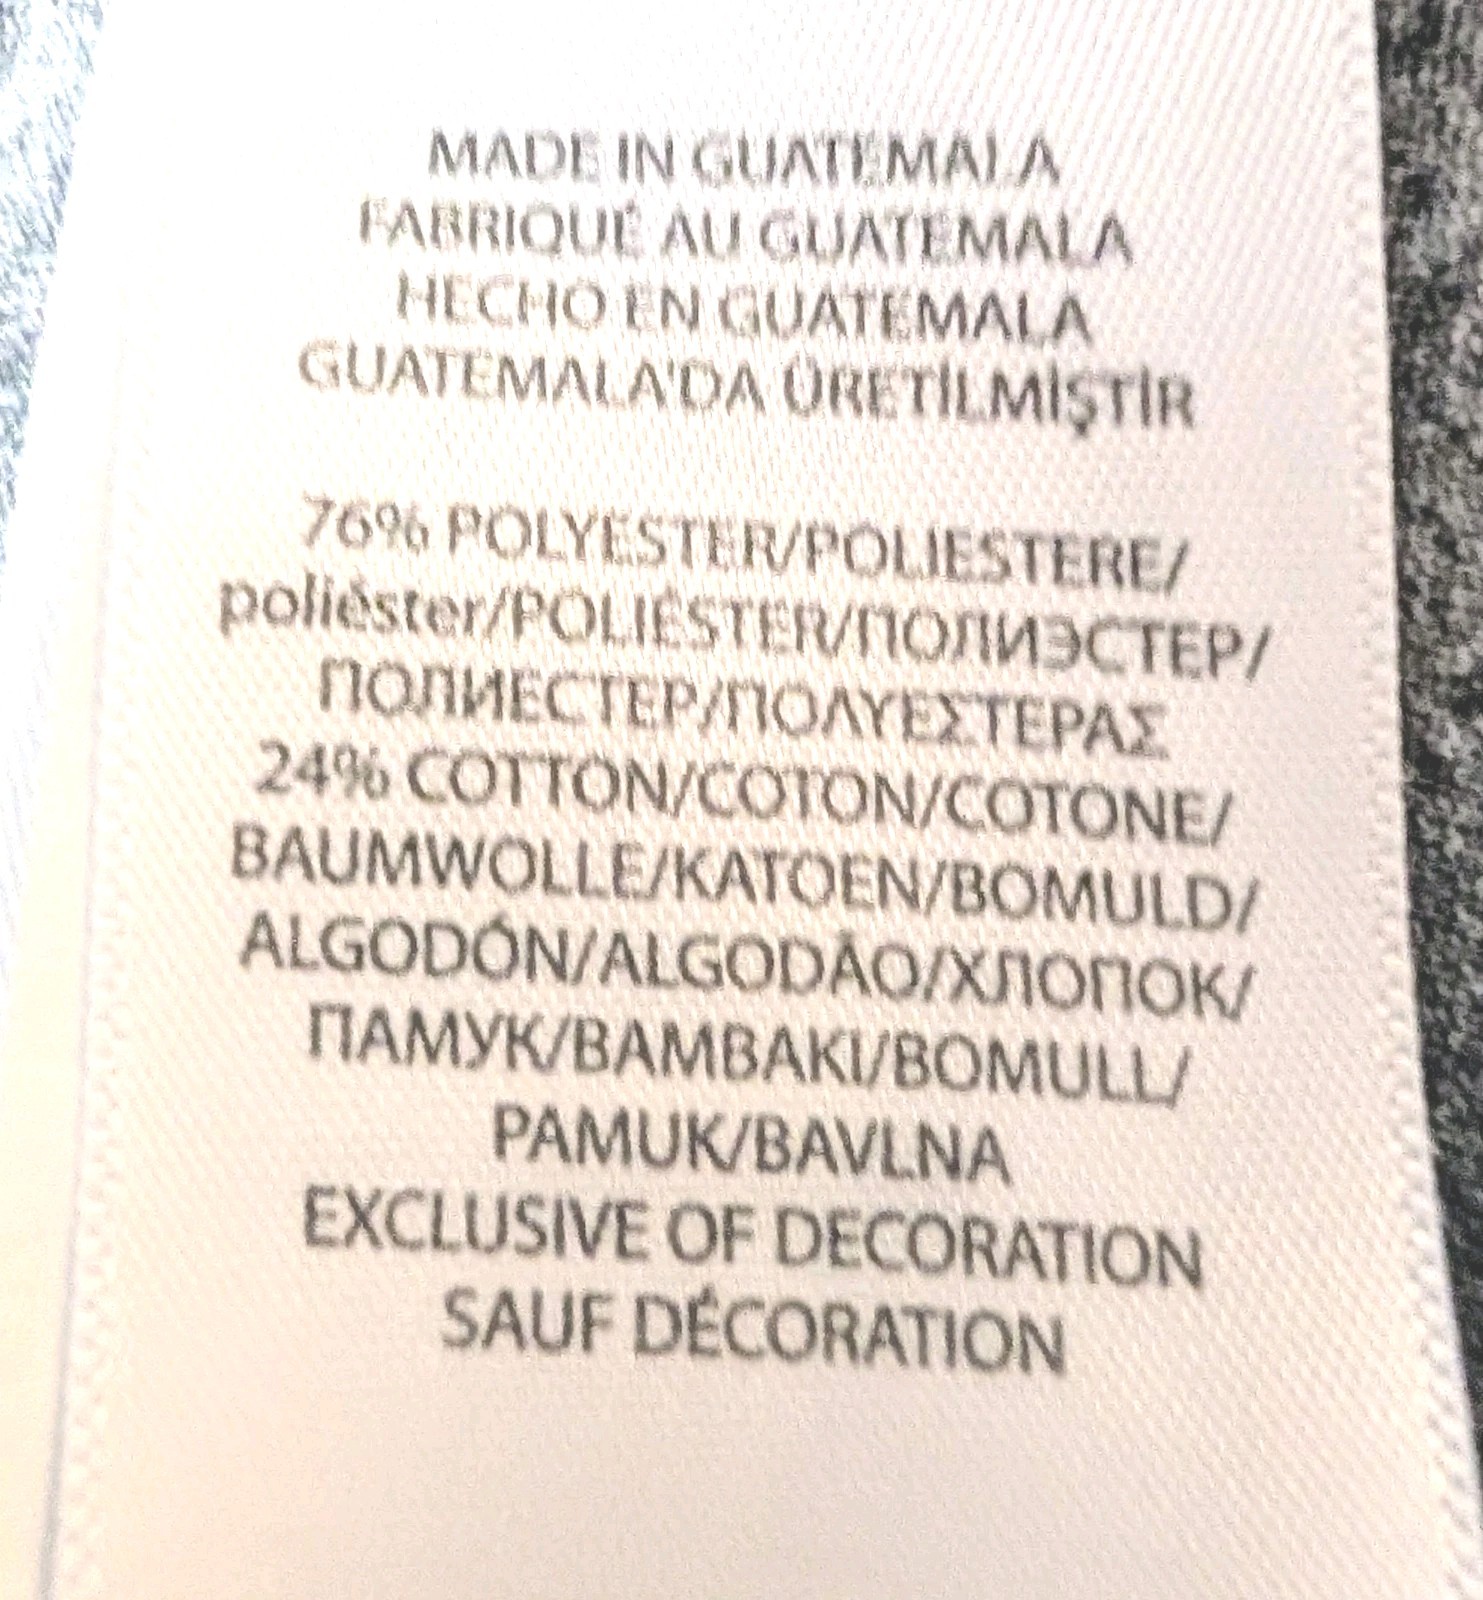 MADE IN GUATEMALA
FABRIQUÉ AU GUATEMALA
HECHO EN GUATEMALA
GUATEMALA'DA ÜRETİLMİŞTİR
76% POLYESTER/POLIESTERE/
poliéster/POLIÉSTER/ПОЛИЭСТЕР/
ПОЛИЕСТЕР/ΠΟΛΥΕΣΤΕΡΑΣ
24% COTTON/COTON/COTONE/
BAUMWOLLE/KATOEN/BOMULD/
ALGODÓN/ALGODÃO/ХЛОПОК/
ПАМУК/BAMBAKI/BOMULL/
PAMUK/BAVLNA
EXCLUSIVE OF DECORATION
SAUF DÉCORATION